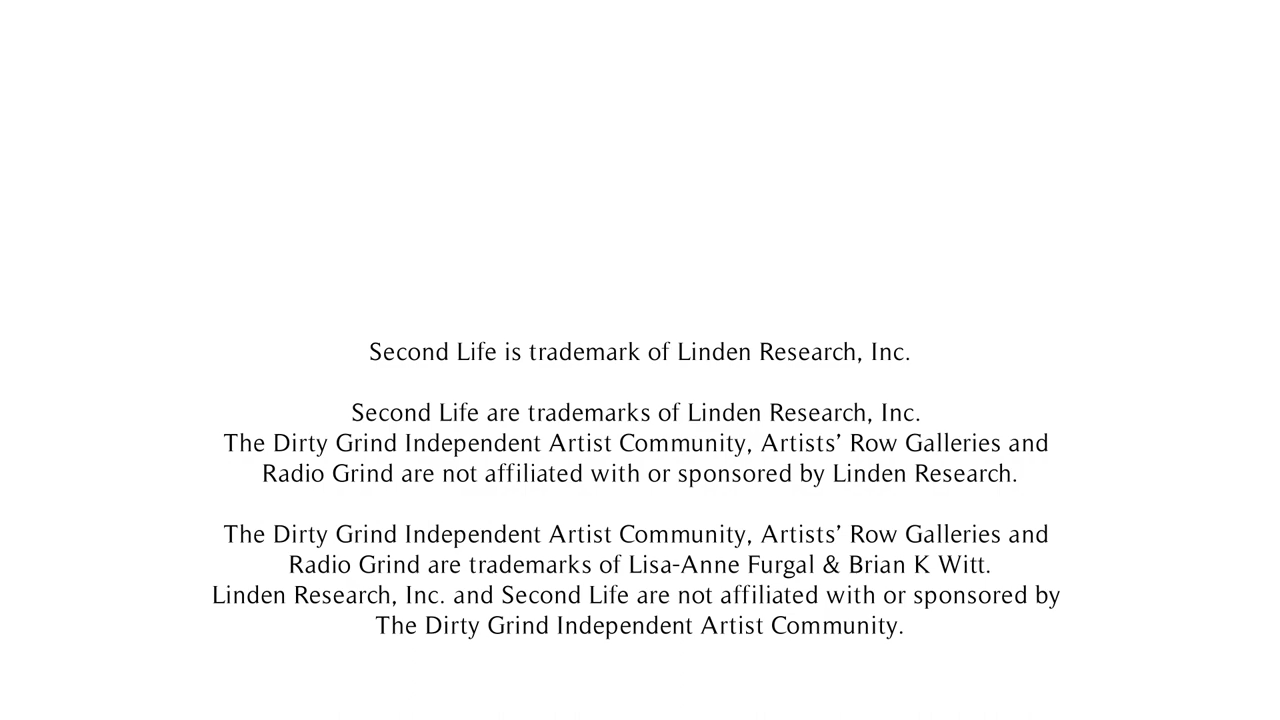 Second Life is trademark of Linden Research, Inc.
Second Life are trademarks of Linden Research, Inc.
The Dirty Grind Independent Artist Community, Artists’ Row Galleries and
Radio Grind are not affiliated with or sponsored by Linden Research.
The Dirty Grind Independent Artist Community, Artists’ Row Galleries and
Radio Grind are trademarks of Lisa-Anne Furgal & Brian K Witt.
Linden Research, Inc. and Second Life are not affiliated with or sponsored by
The Dirty Grind Independent Artist Community.